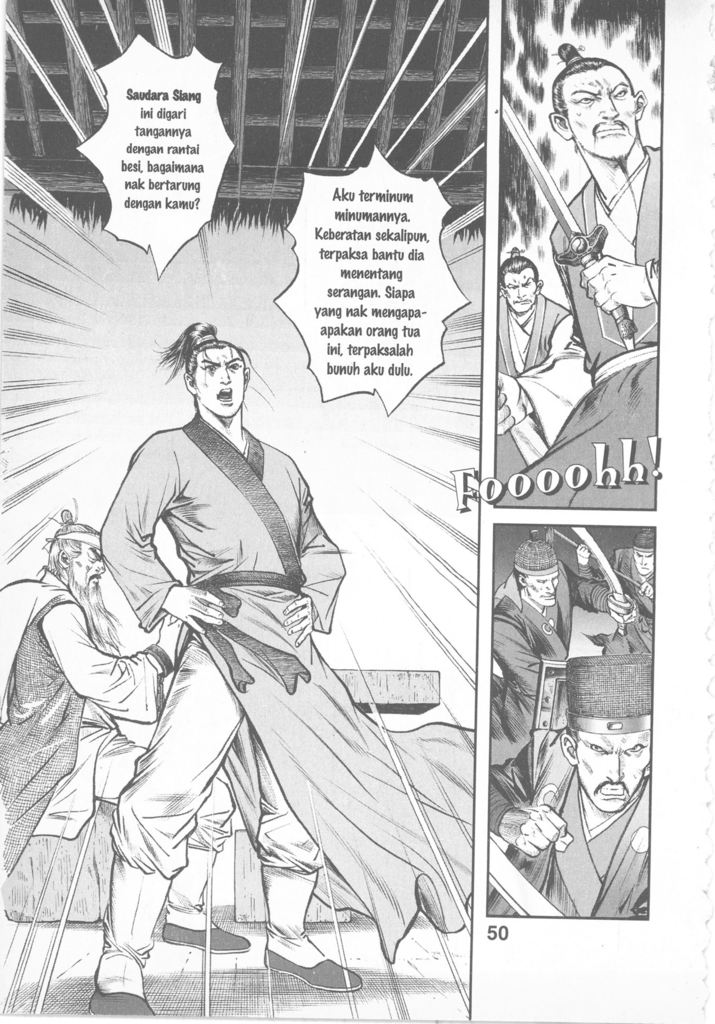 Saudara Siang
ini digari
tangannya
dengan rantai
besi, bagaimana
nak bertarung
dengan kamu?
Aku terminum
minumannya.
Keberatan sekalipun,
terpaksa bantu dia
menentang
serangan. Siapa
yang nak mengapa-
apakan orang tua
ini, terpaksalah
bunuh aku dulu.
Foooohh!
50